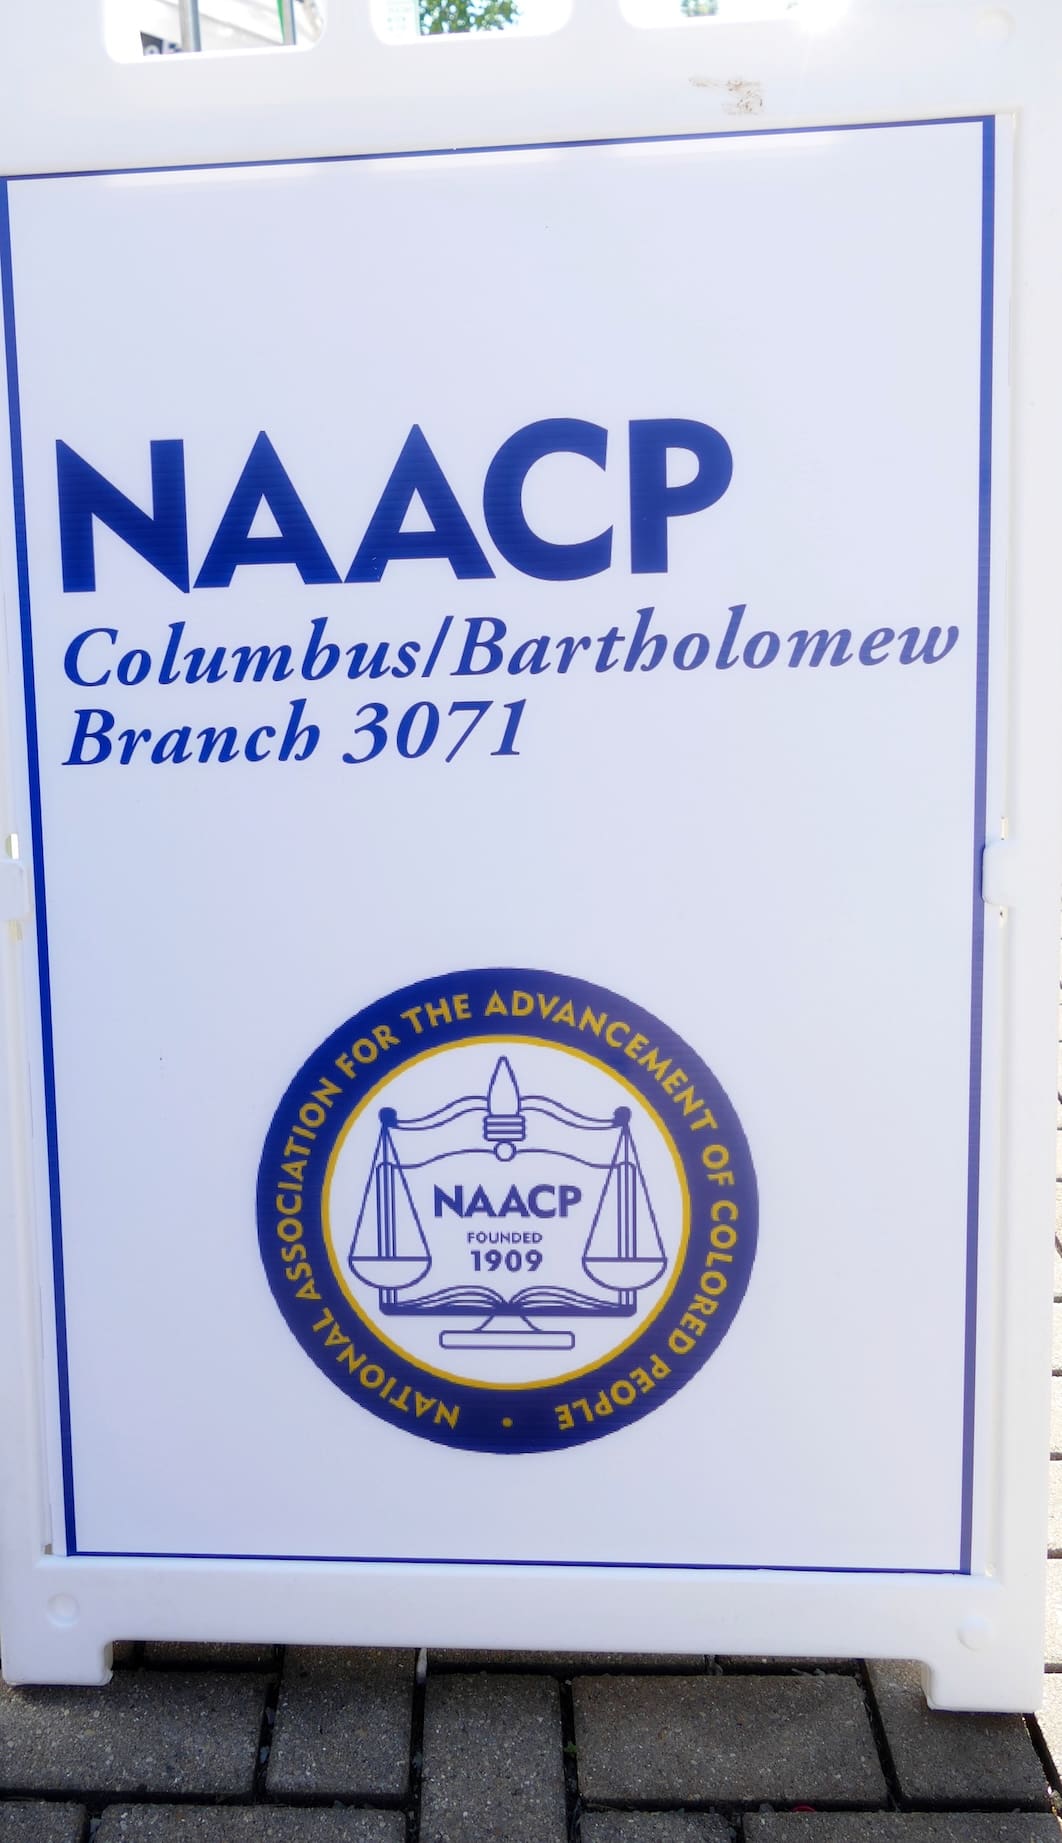 NAACP
Columbus/Bartholomew
Branch 3071
NATIONAL ASSOCIATION FOR THE ADVANCEMENT OF COLORED PEOPLE •
NAACP
FOUNDED
1909